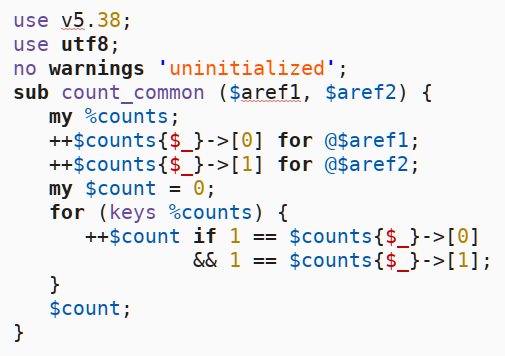 use v5.38;
use utf8;
no warnings 'uninitialized';
sub count_common ($aref1, $aref2) {
   my %counts;
   ++$counts{$_}->[0] for @$aref1;
   ++$counts{$_}->[1] for @$aref2;
   my $count = 0;
   for (keys %counts) {
      ++$count if 1 == $counts{$_}->[0]
               && 1 == $counts{$_}->[1];
   }
   $count;
}